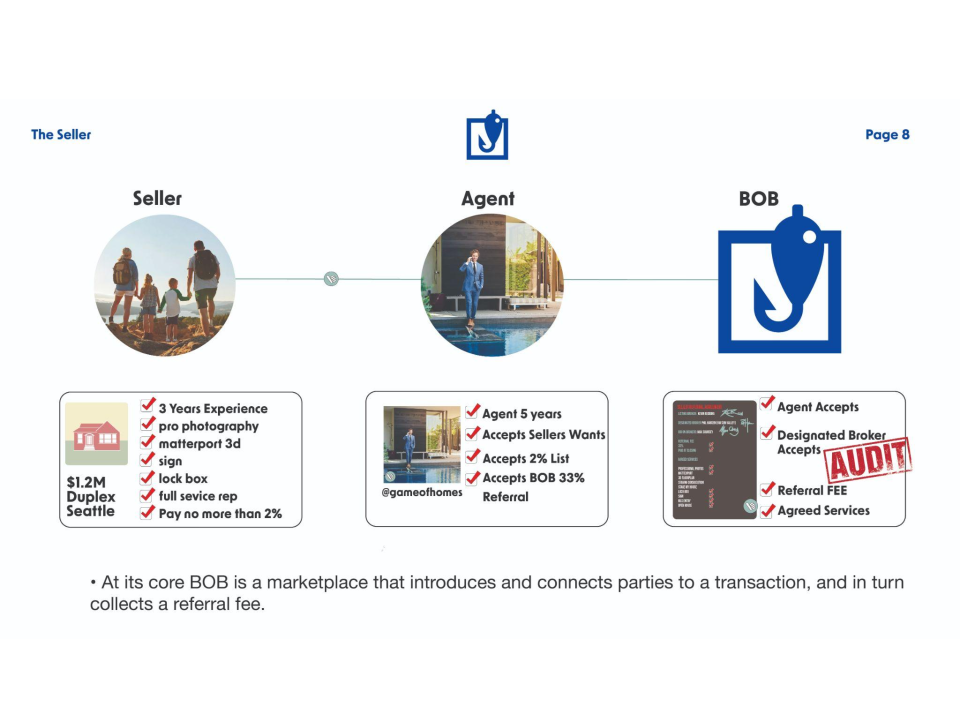 The Seller
Page 8
Seller
Agent
BOB
$1.2M
Duplex
Seattle
3 Years Experience
pro photography
matterport 3d
sign
lock box
full sevice rep
Pay no more than 2%
@gameofhomes
Agent 5 years
Accepts Sellers Wants
Accepts 2% List
Accepts BOB 33%
Referral
Agent Accepts
Designated Broker
Accepts
AUDIT
Referral FEE
Agreed Services
• At its core BOB is a marketplace that introduces and connects parties to a transaction, and in turn
collects a referral fee.